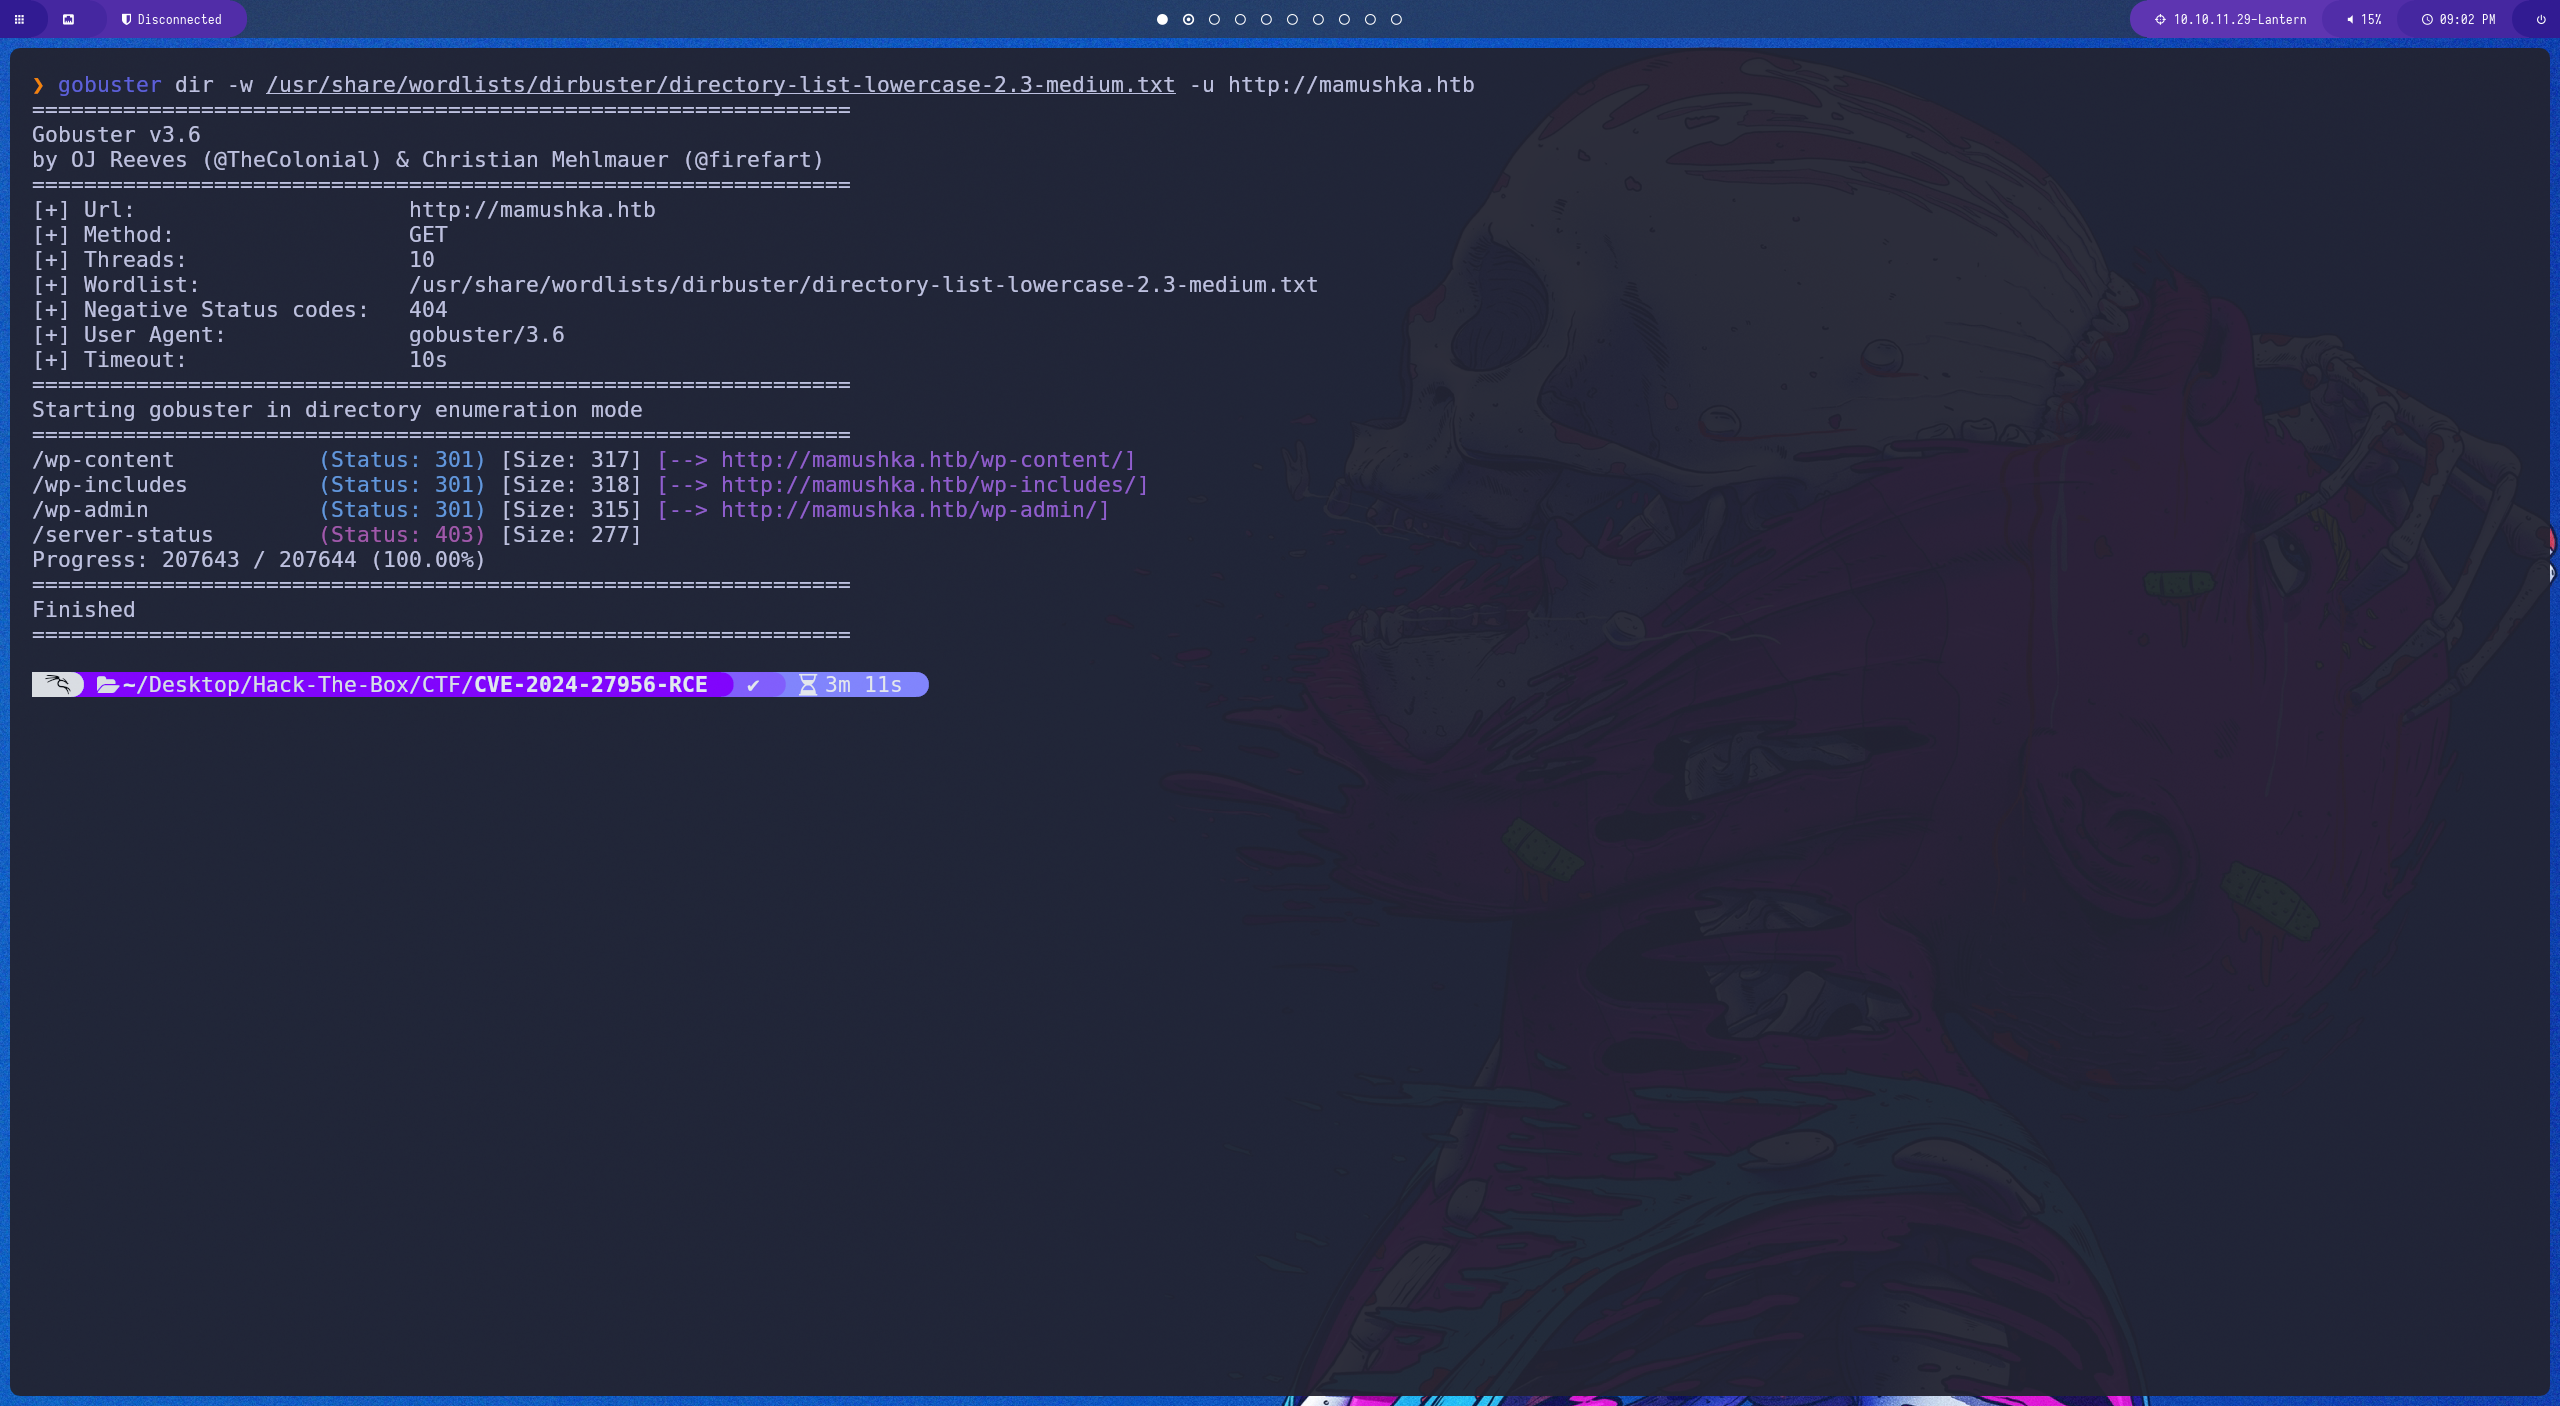 Disconnected
10.10.11.29-Lantern
15%
09:02 PM
❯ gobuster dir -w /usr/share/wordlists/dirbuster/directory-list-lowercase-2.3-medium.txt -u http://mamushka.htb
===============================================================
Gobuster v3.6
by OJ Reeves (@TheColonial) & Christian Mehlmauer (@firefart)
===============================================================
[+] Url:                     http://mamushka.htb
[+] Method:                  GET
[+] Threads:                 10
[+] Wordlist:                /usr/share/wordlists/dirbuster/directory-list-lowercase-2.3-medium.txt
[+] Negative Status codes:   404
[+] User Agent:              gobuster/3.6
[+] Timeout:                 10s
===============================================================
Starting gobuster in directory enumeration mode
===============================================================
/wp-content           (Status: 301) [Size: 317] [--> http://mamushka.htb/wp-content/]
/wp-includes          (Status: 301) [Size: 318] [--> http://mamushka.htb/wp-includes/]
/wp-admin             (Status: 301) [Size: 315] [--> http://mamushka.htb/wp-admin/]
/server-status        (Status: 403) [Size: 277]
Progress: 207643 / 207644 (100.00%)
===============================================================
Finished
===============================================================
~/Desktop/Hack-The-Box/CTF/CVE-2024-27956-RCE ✔ 3m 11s